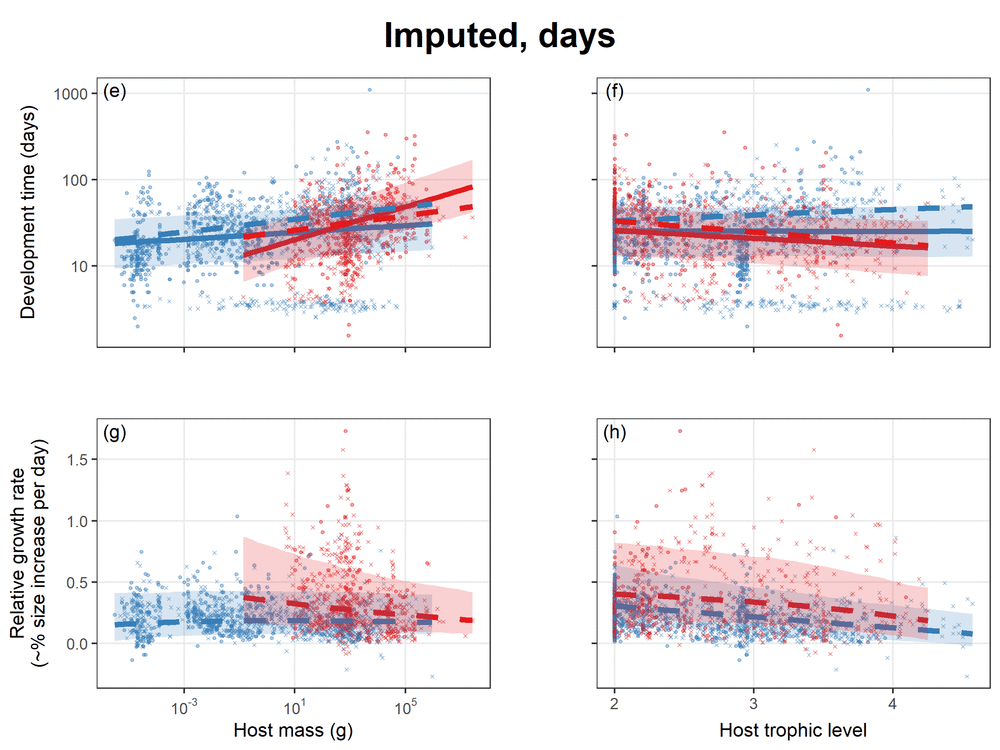 Imputed, days
(e)
(f)
Development time (days)
1000
100
10
(g)
(h)
Relative growth rate
(~% size increase per day)
1.5
1.0
0.5
0.0
10-3
101
105
2
3
4
Host mass (g)
Host trophic level